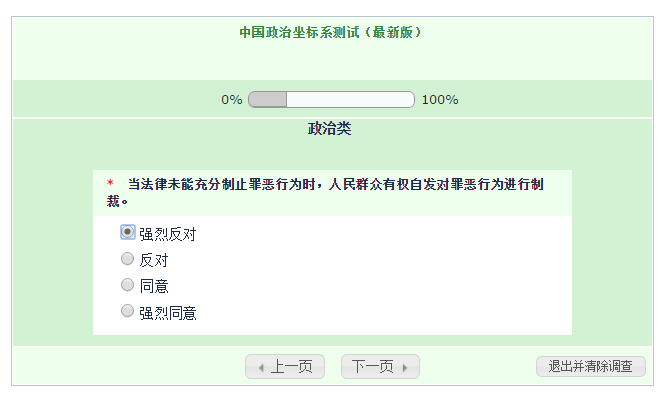 中国政治坐标系测试（最新版）
0% 100%
政治类
* 当法律未能充分制止罪恶行为时，人民群众有权自发对罪恶行为进行制
裁。
强烈反对
反对
同意
强烈同意
上一页 下一页 退出并清除调查